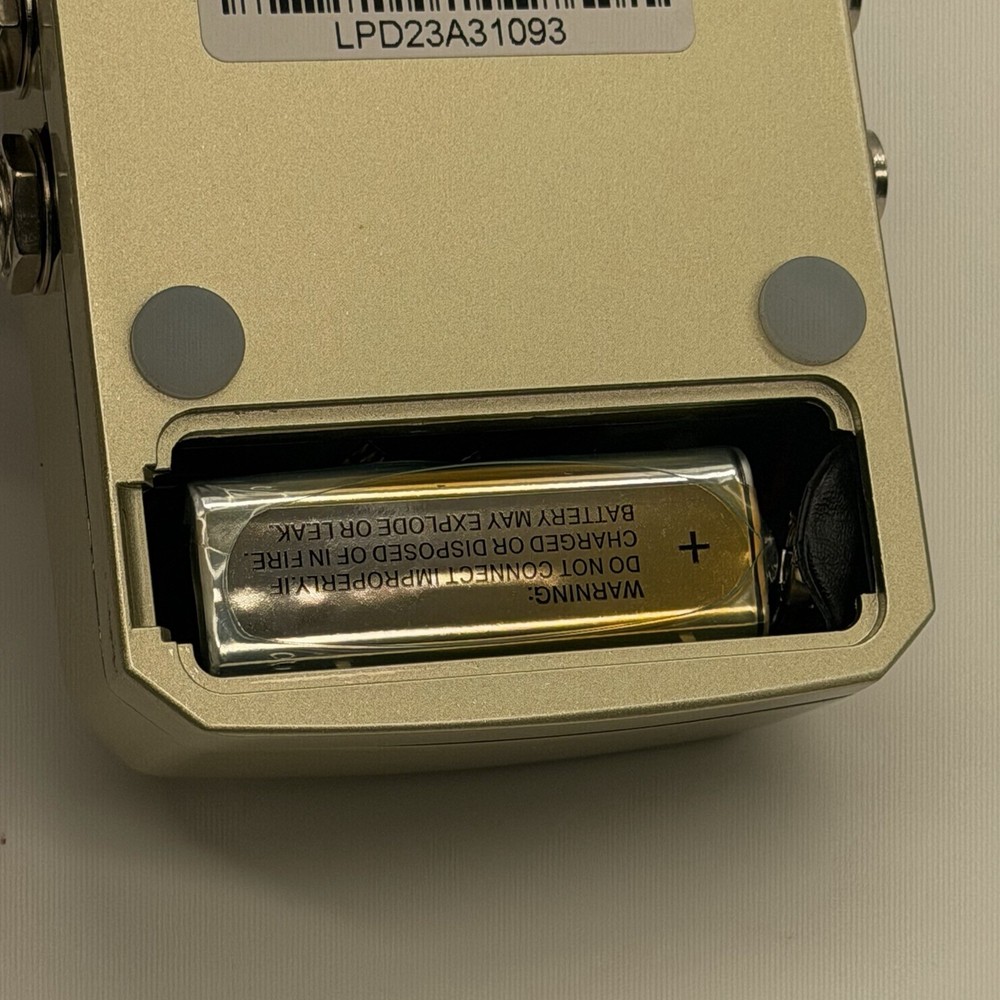 LPD23A31093
WARNING:
DO NOT CONNECT IMPROPERLY.IF
CHARGED OR DISPOSED OF IN FIRE.
BATTERY MAY EXPLODE OR LEAK.
+